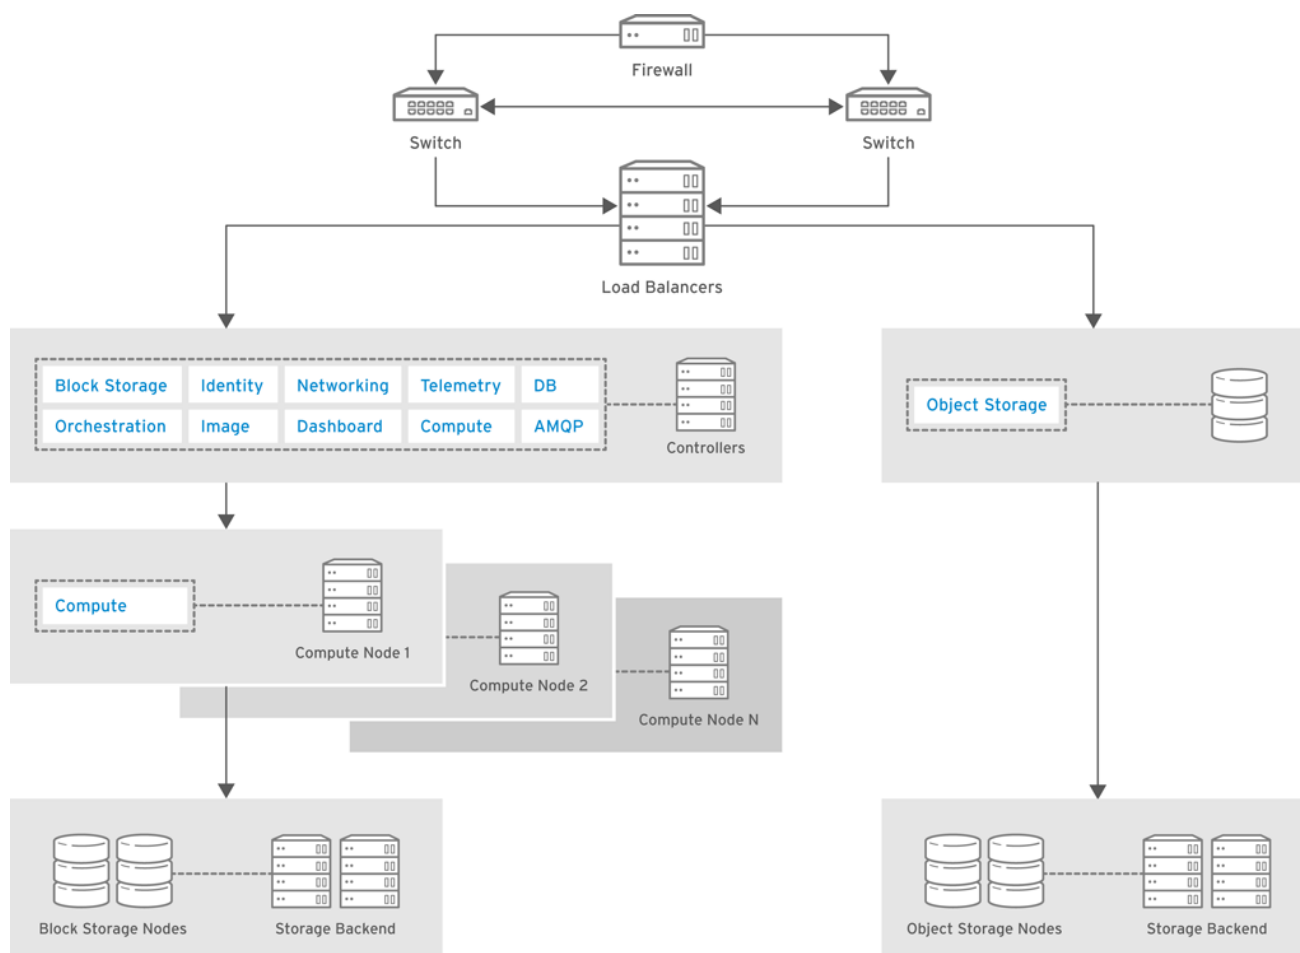 Firewall
Switch
Switch
Load Balancers
Block Storage
Identity
Networking
Telemetry
DB
Orchestration
Image
Dashboard
Compute
AMQP
Controllers
Object Storage
Compute
Compute Node 1
Compute Node 2
Compute Node N
Block Storage Nodes
Storage Backend
Object Storage Nodes
Storage Backend